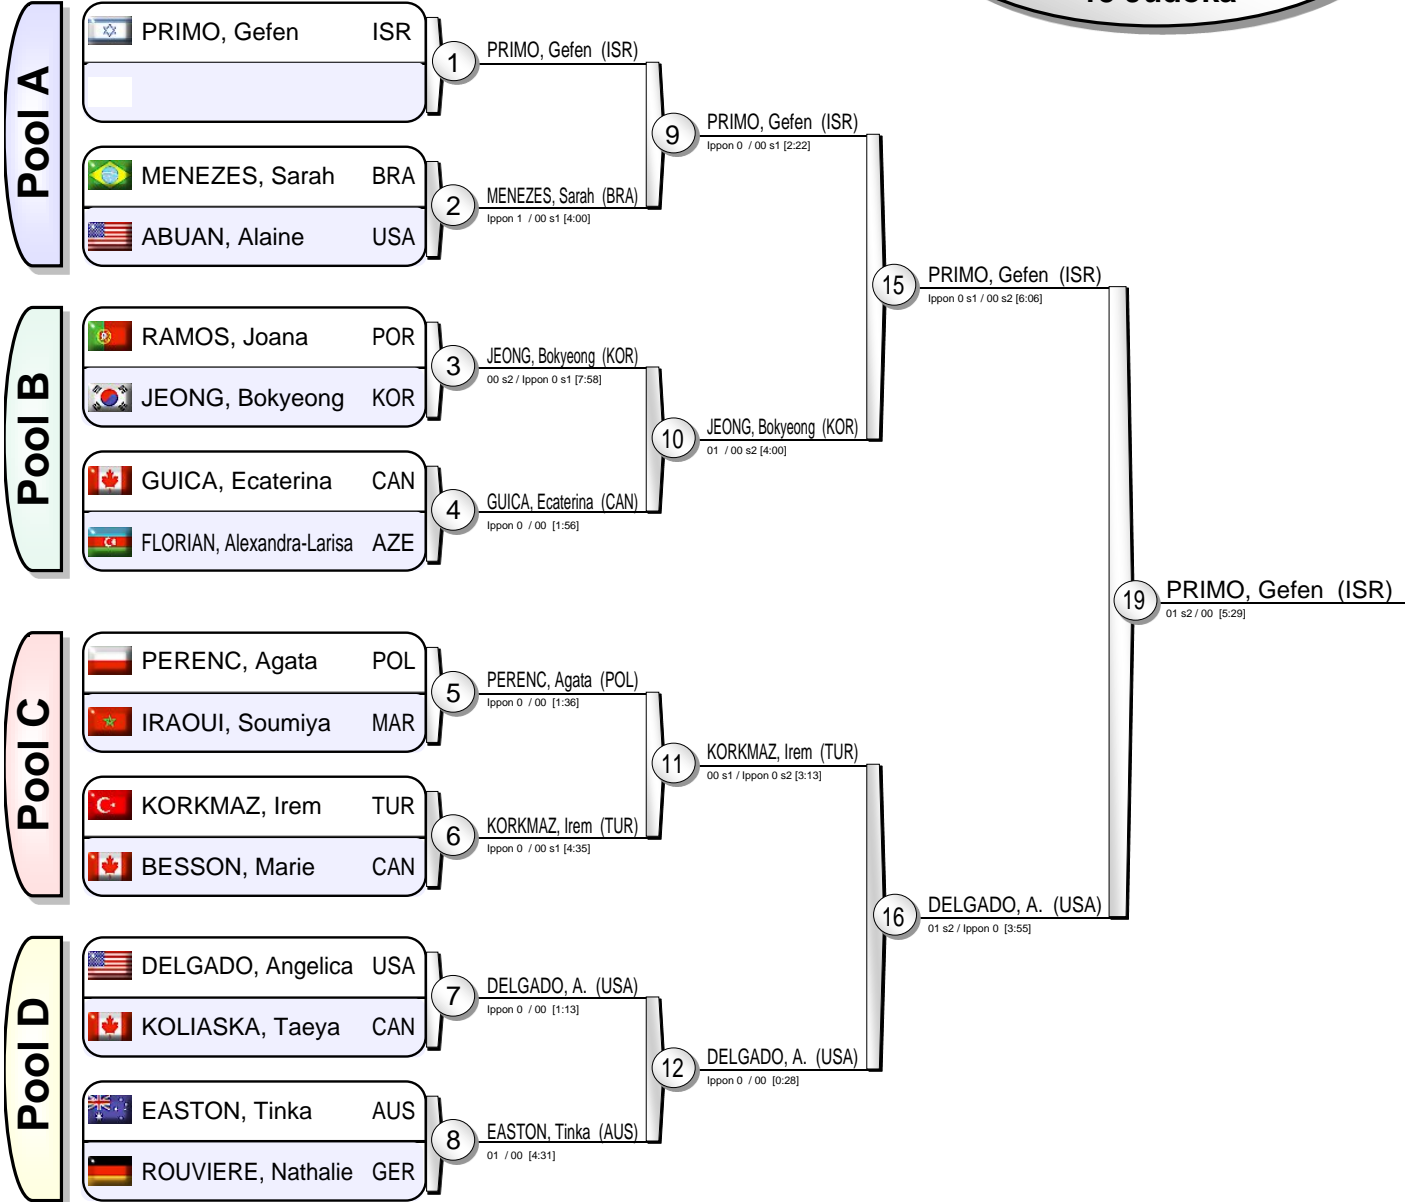 Pool A
PRIMO, Gefen ISR
MENEZES, Sarah BRA
ABUAN, Alaine USA
Pool B
RAMOS, Joana POR
JEONG, Bokyeong KOR
GUICA, Ecaterina CAN
FLORIAN, Alexandra-Larisa AZE
Pool C
PERENC, Agata POL
IRAOUI, Soumiya MAR
KORKMAZ, Irem TUR
BESSON, Marie CAN
Pool D
DELGADO, Angelica USA
KOLIASKA, Taeya CAN
EASTON, Tinka AUS
ROUVIERE, Nathalie GER
1
PRIMO, Gefen (ISR)
2
MENEZES, Sarah (BRA)
Ippon 1 / 00 s1 [4:00]
3
JEONG, Bokyeong (KOR)
00 s2 / Ippon 0 s1 [7:58]
4
GUICA, Ecaterina (CAN)
Ippon 0 / 00 [1:56]
5
PERENC, Agata (POL)
Ippon 0 / 00 [1:36]
6
KORKMAZ, Irem (TUR)
Ippon 0 / 00 s1 [4:35]
7
DELGADO, A. (USA)
Ippon 0 / 00 [1:13]
8
EASTON, Tinka (AUS)
01 / 00 [4:31]
9
PRIMO, Gefen (ISR)
Ippon 0 / 00 s1 [2:22]
10
JEONG, Bokyeong (KOR)
01 / 00 s2 [4:00]
11
KORKMAZ, Irem (TUR)
00 s1 / Ippon 0 s2 [3:13]
12
DELGADO, A. (USA)
Ippon 0 / 00 [0:28]
15
PRIMO, Gefen (ISR)
Ippon 0 s1 / 00 s2 [6:06]
16
DELGADO, A. (USA)
01 s2 / Ippon 0 [3:55]
19
PRIMO, Gefen (ISR)
01 s2 / 00 [5:29]